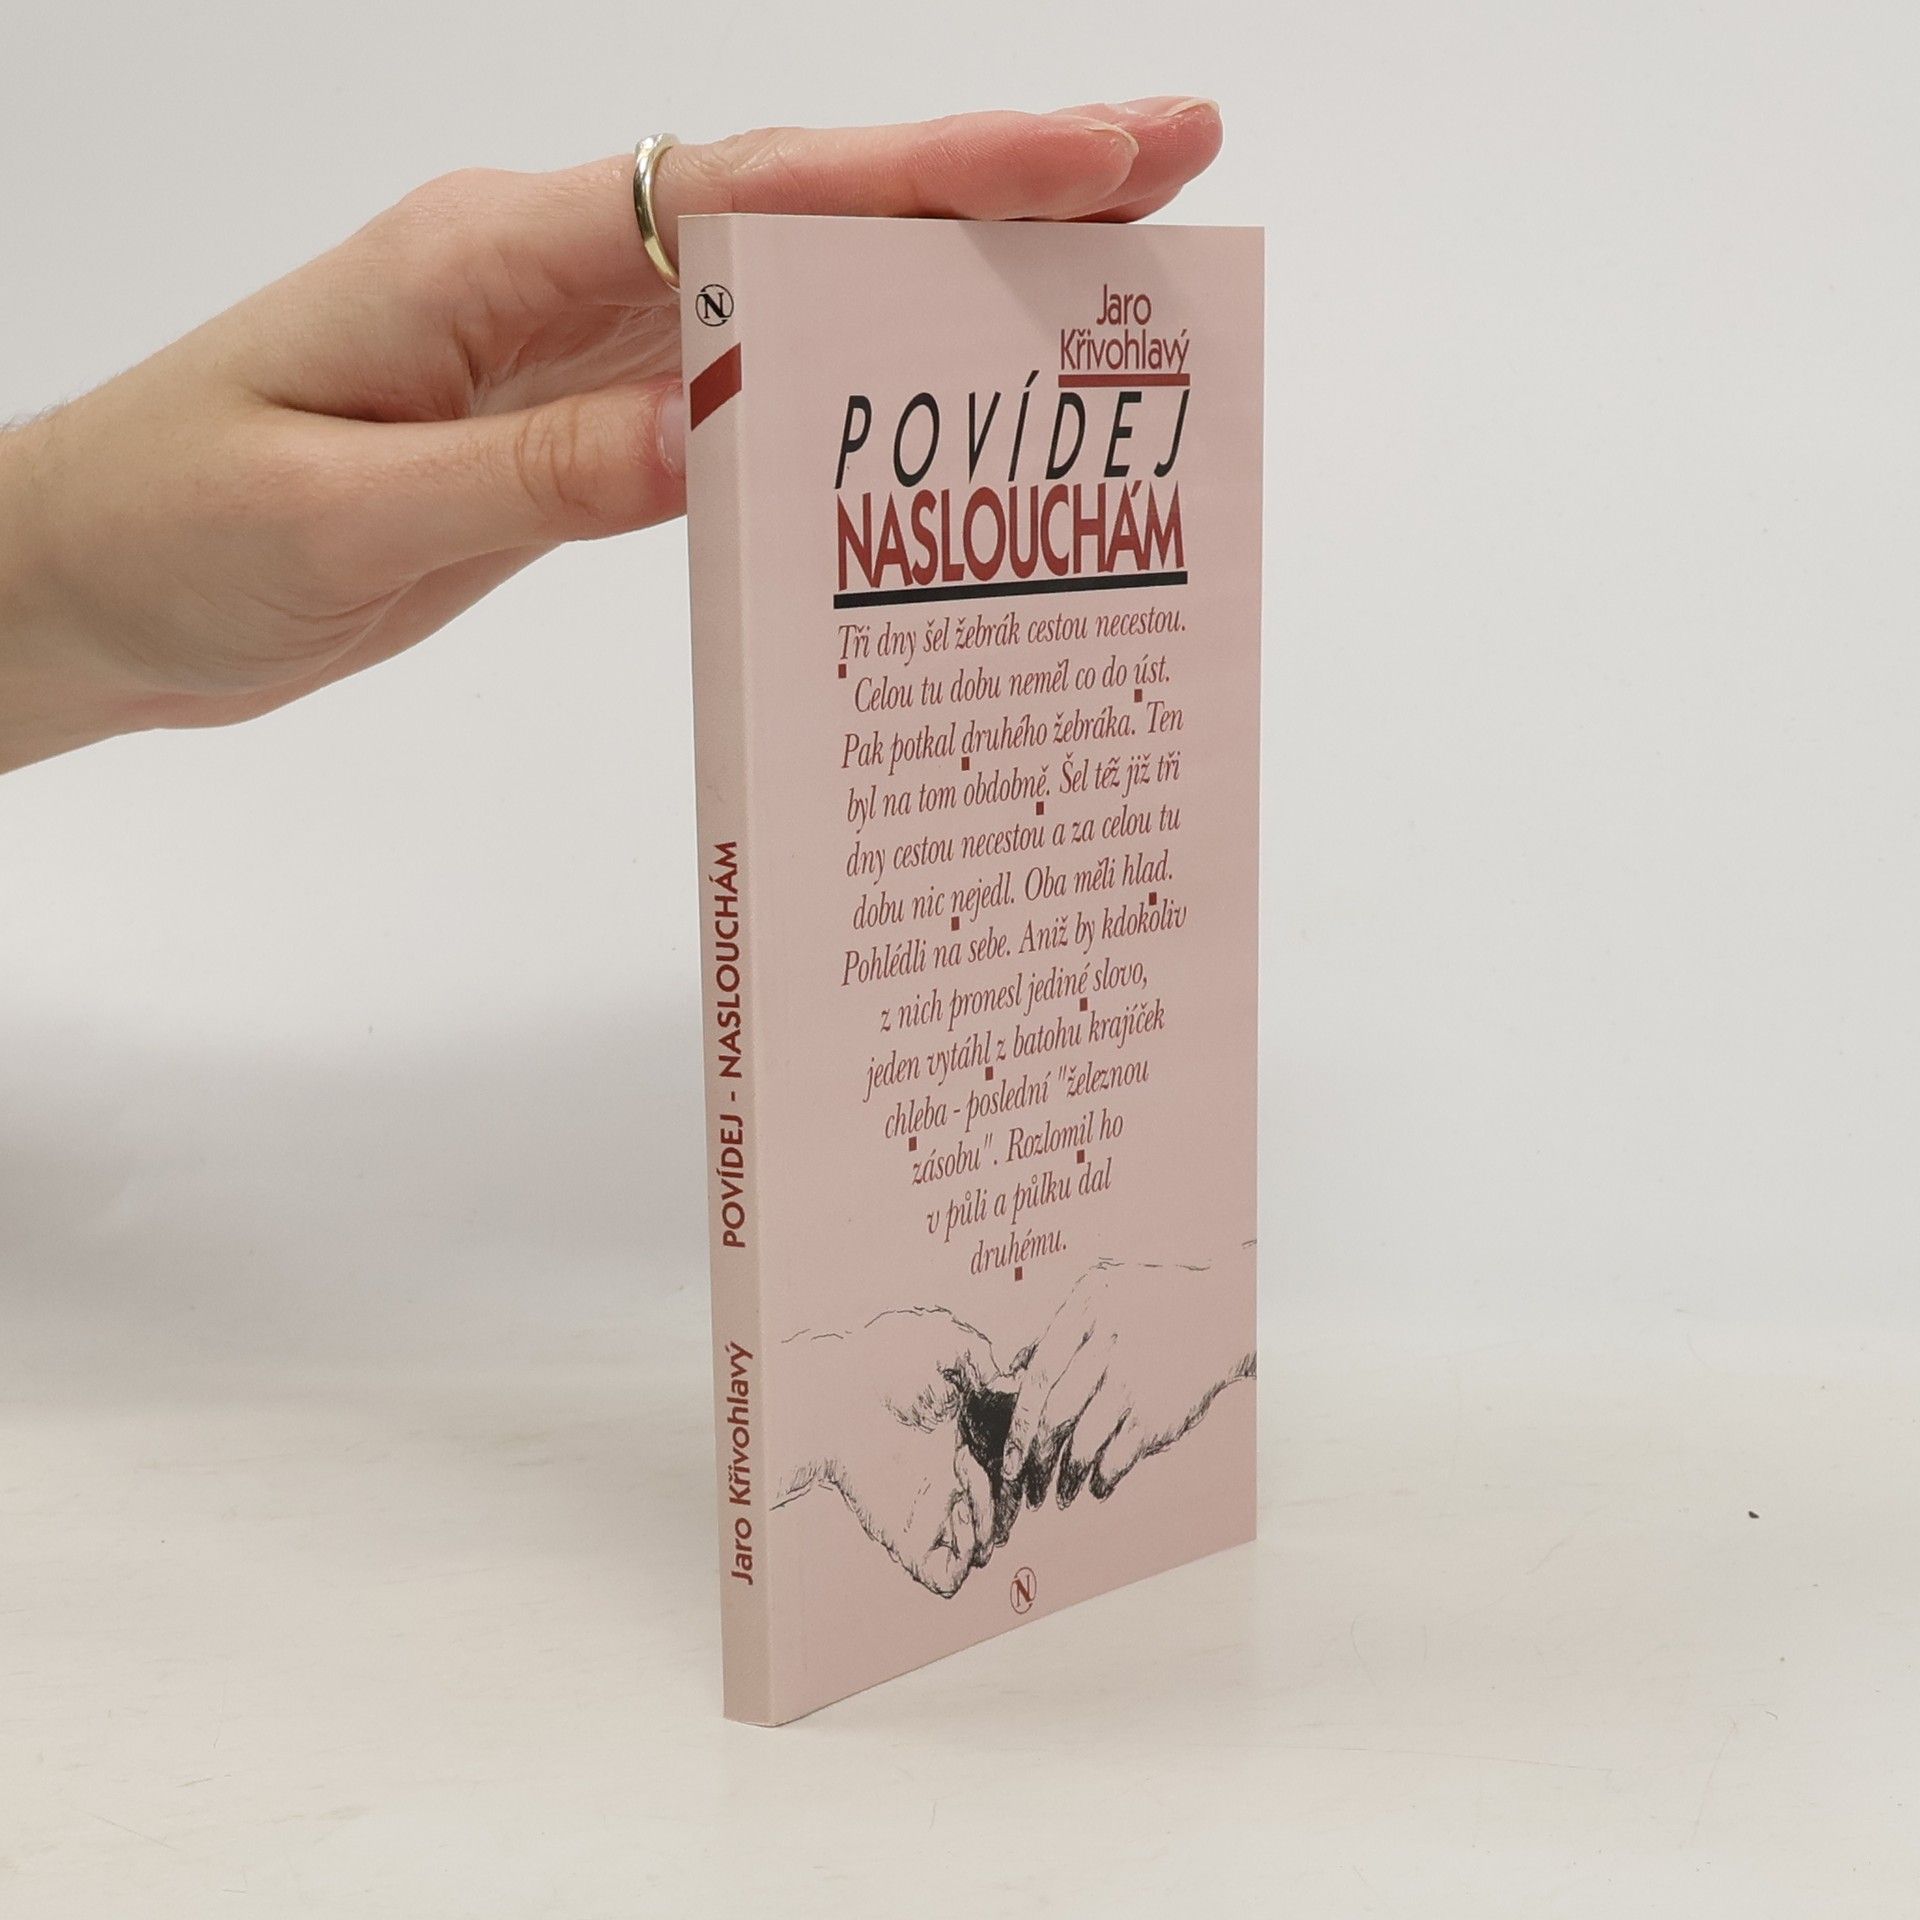 N
POVÍDEJ - NASLOUCHÁM
Jaro Křivohlavý
Jaro
Křivohlavý
POVÍDEJ
NASLOUCHÁM
Tři dny šel žebrák cestou necestou.
Celou tu dobu neměl co do úst.
Pak potkal druhého žebráka. Ten
byl na tom obdobně. Šel též již tři
dny cestou necestou a za celou tu
dobu nic nejedl. Oba měli hlad.
Pohlédli na sebe. Aniž by kdokoliv
z nich pronesl jediné slovo,
jeden vytáhl z batohu krajíček
chleba - poslední "železnou
zásobu". Rozlomil ho
v půli a půlku dal
druhému.
N